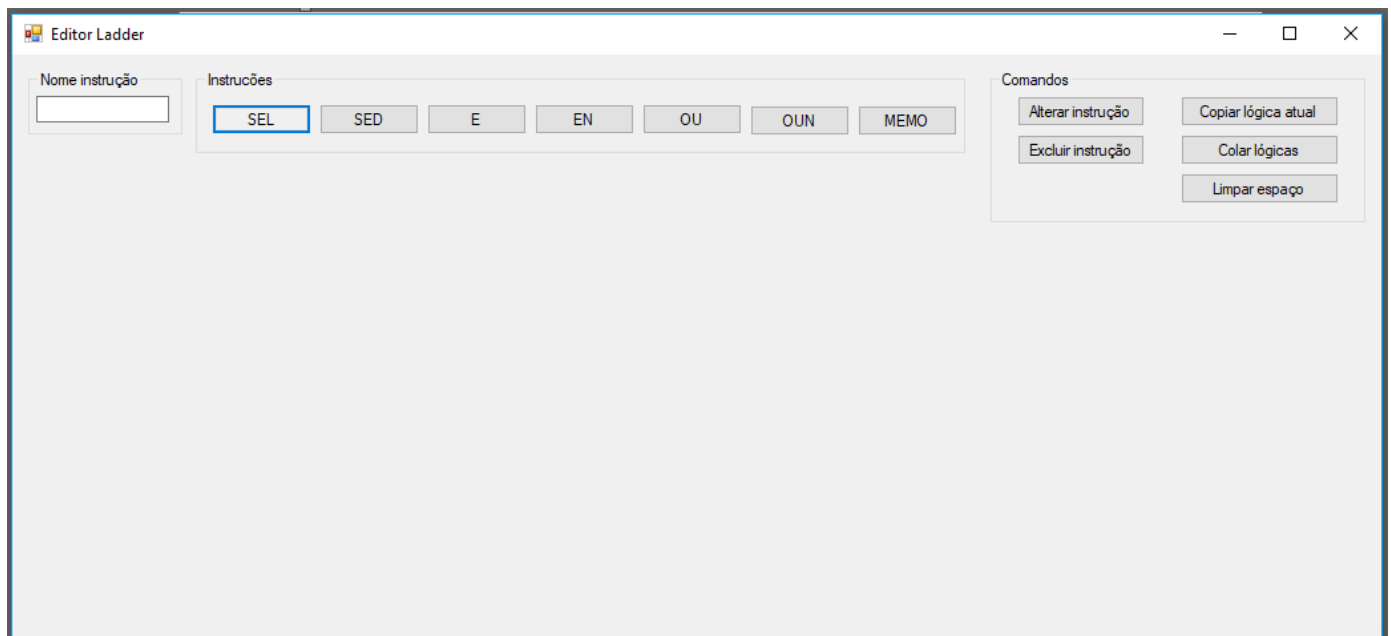 Editor Ladder
Nome instrução
Instrucões
SEL
SED
E
EN
OU
OUN
MEMO
Comandos
Alterar instrução
Copiar lógica atual
Excluir instrução
Colar lógicas
Limpar espaço